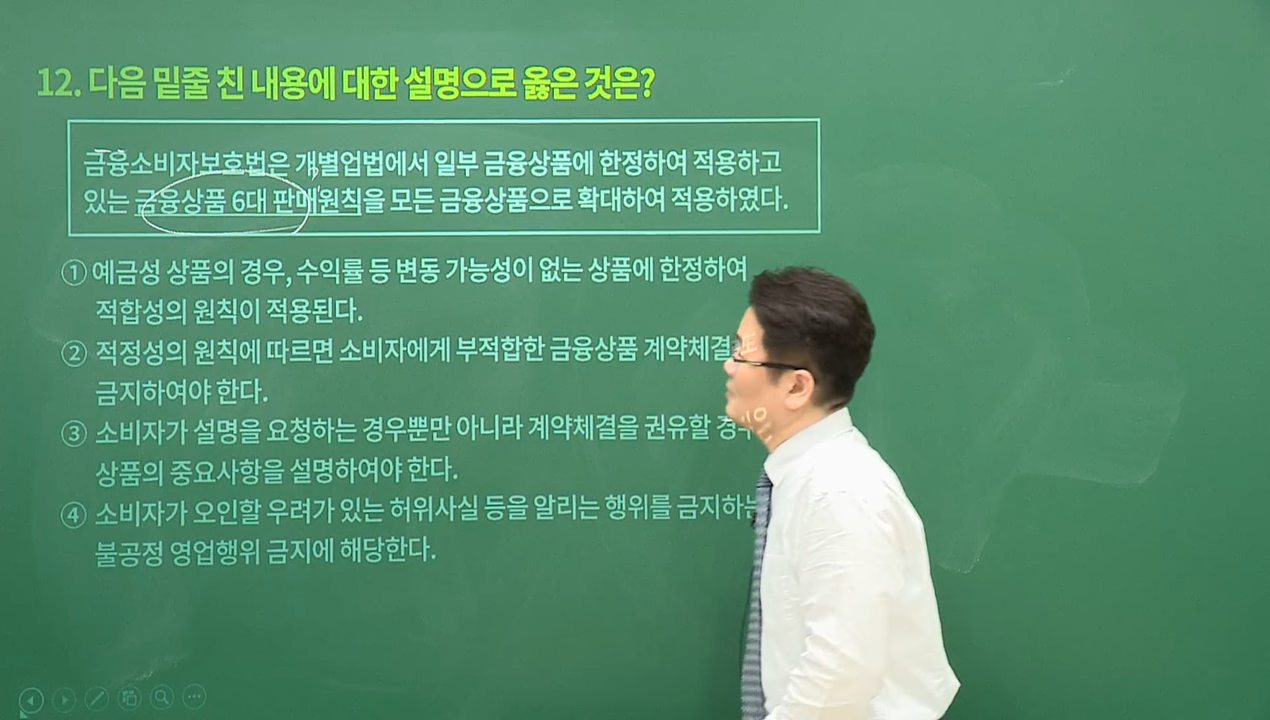 12. 다음 밑줄 친 내용에 대한 설명으로 옳은 것은?
금융소비자보호법은 개별업법에서 일부 금융상품에 한정하여 적용하고
있는 금융상품 6대 판매원칙을 모든 금융상품으로 확대하여 적용하였다.
① 예금성 상품의 경우, 수익률 등 변동 가능성이 없는 상품에 한정하여
적합성의 원칙이 적용된다.
② 적정성의 원칙에 따르면 소비자에게 부적합한 금융상품 계약체결
금지하여야 한다.
③ 소비자가 설명을 요청하는 경우뿐만 아니라 계약체결을 권유할
상품의 중요사항을 설명하여야 한다.
④ 소비자가 오인할 우려가 있는 허위사실 등을 알리는 행위를 금지하는
불공정 영업행위 금지에 해당한다.